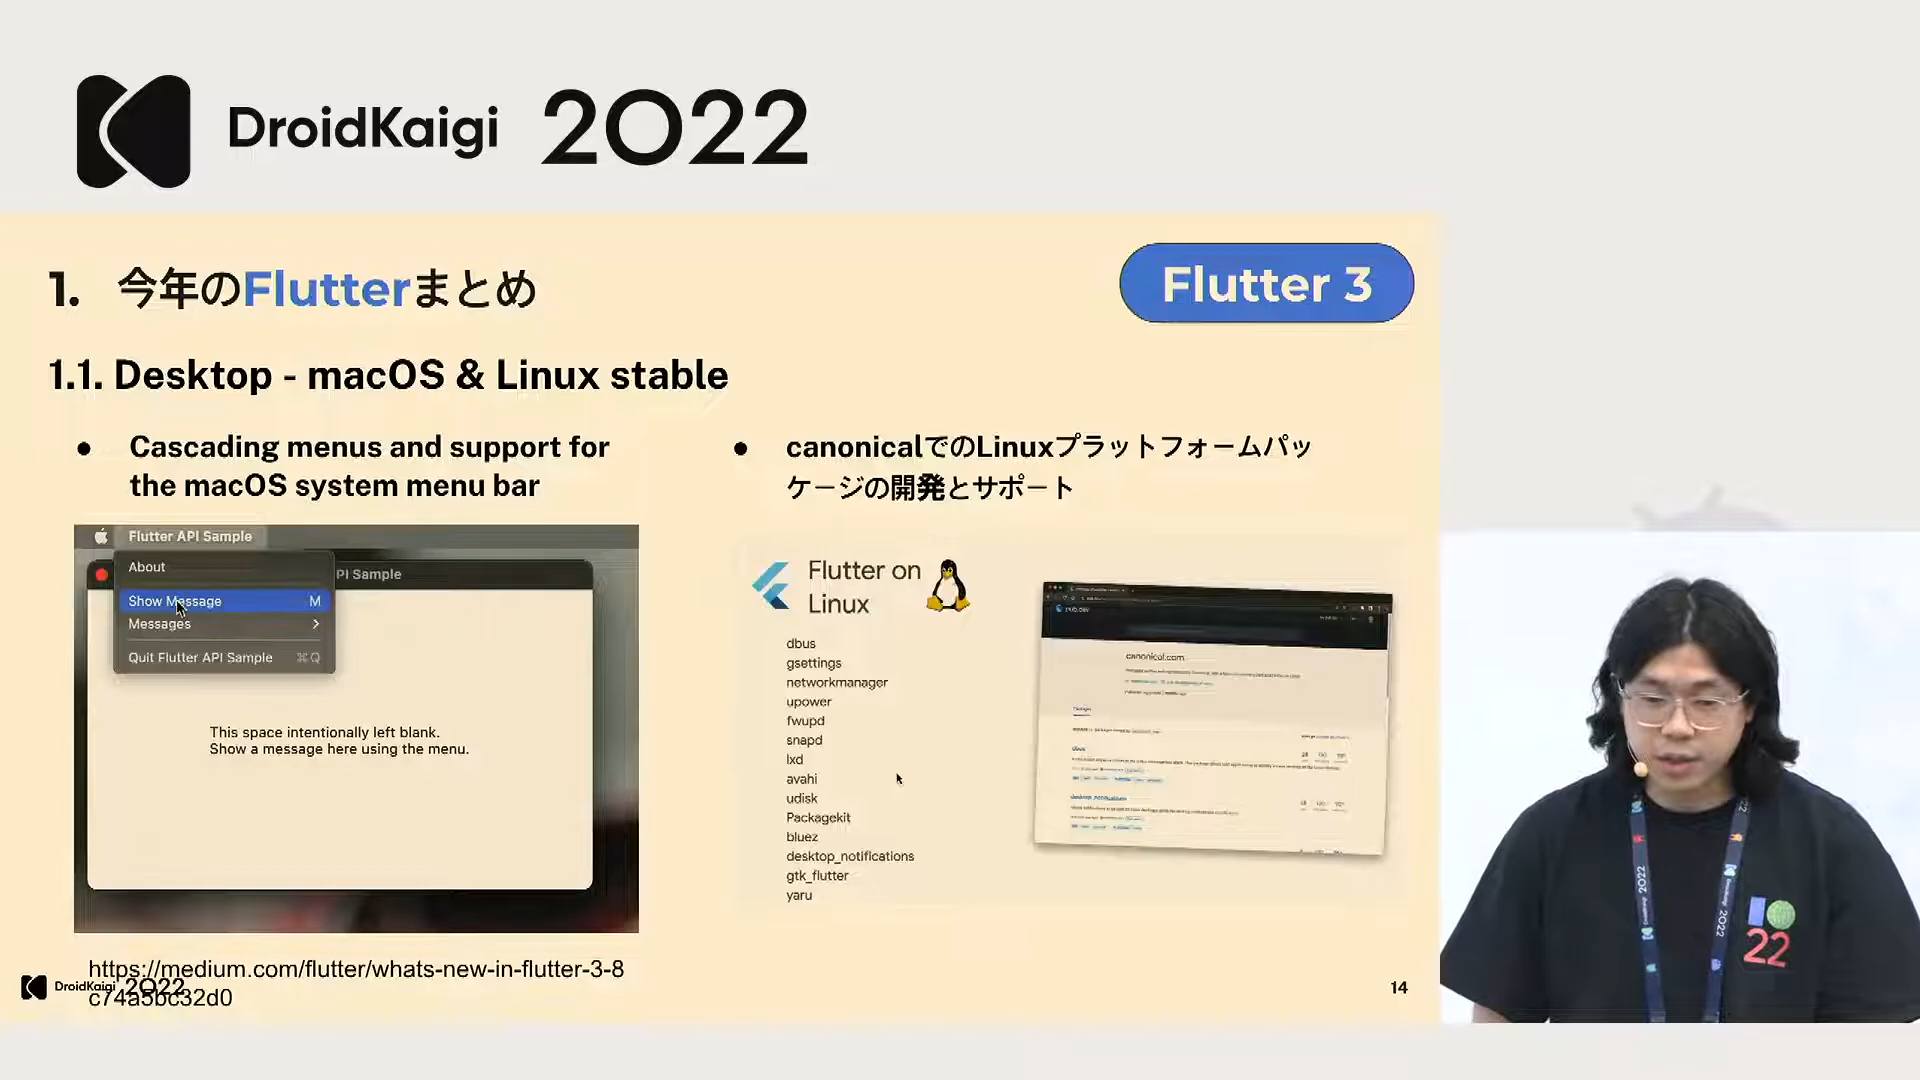 DroidKaigi 2022
1. 今年のFlutterまとめ
Flutter 3
1.1. Desktop - macOS & Linux stable
● Cascading menus and support for
the macOS system menu bar
Flutter API Sample
About
PI Sample
Show Message M
Messages
Quit Flutter API Sample ⌘Q
This space intentionally left blank.
Show a message here using the menu.
https://medium.com/flutter/whats-new-in-flutter-3-8
c74a5bc32d0
● canonicalでのLinuxプラットフォームパッ
ケージの開発とサポート
Flutter on
Linux
dbus
gsettings
networkmanager
upower
fwupd
snapd
lxd
avahi
udisk
Packagekit
bluez
desktop_notifications
gtk_flutter
yaru
pub.dev
canonical.com
Packages
dbus
desktop_notifications
DroidKaigi 2022
14
2022
2022
22